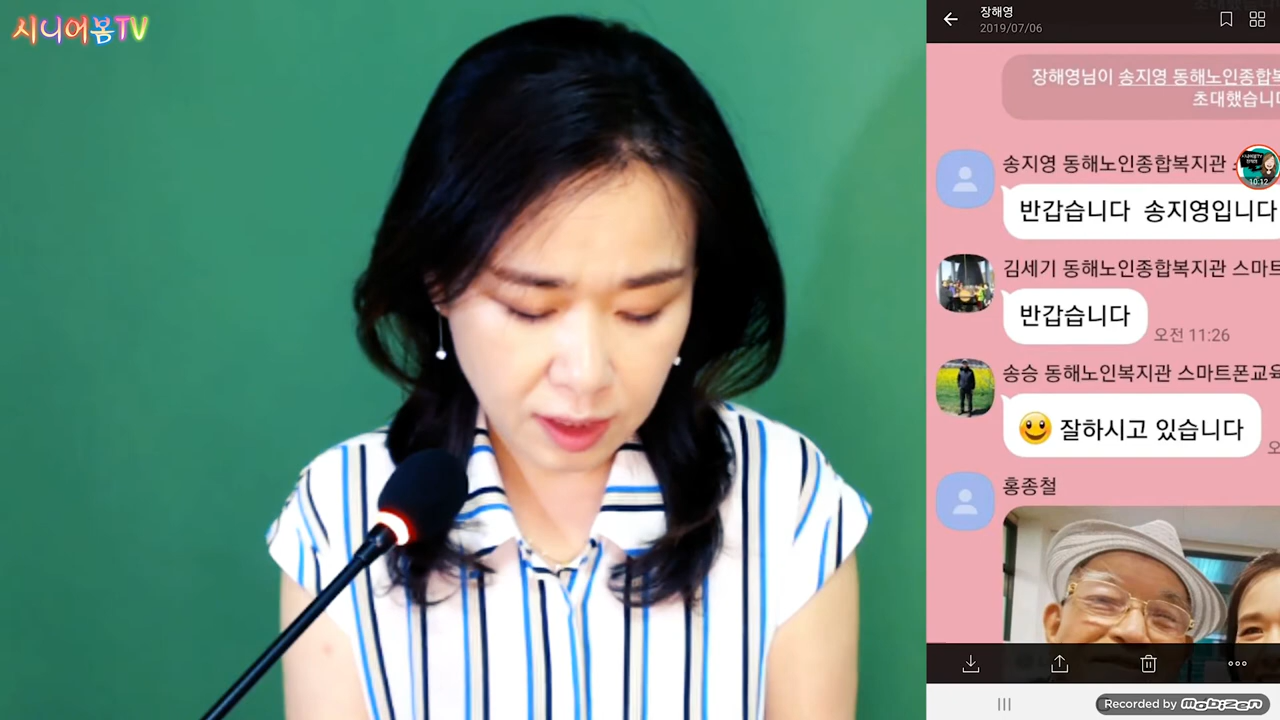 시니어봄TV
장해영
2019/07/06
장해영님이 송지영 동해노인종합복
초대했습니다
송지영 동해노인종합복지관
10:12
반갑습니다 송지영입니다
김세기 동해노인종합복지관 스마트
반갑습니다
오전 11:26
송승 동해노인복지관 스마트폰교육
잘하시고 있습니다
오
홍종철
Recorded by mobizen